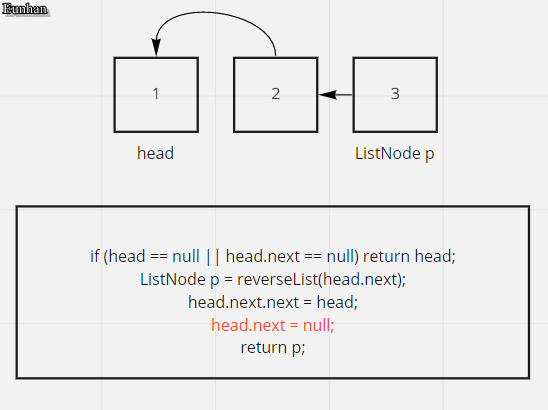 Eunhan
1
2
3
head
ListNode p
if (head == null || head.next == null) return head;
ListNode p = reverseList(head.next);
head.next.next = head;
head.next = null;
return p;